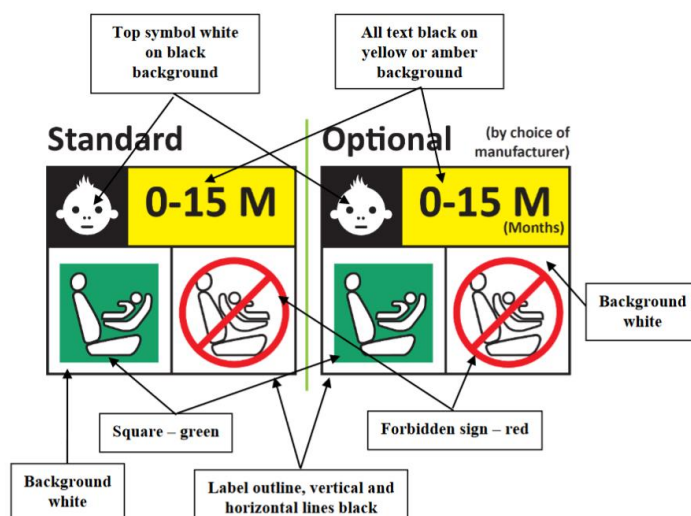 Top symbol white
on black
background
All text black on
yellow or amber
background
Standard
Optional
(by choice of
manufacturer)
0-15 M
0-15 M
(Months)
Background
white
Square – green
Forbidden sign – red
Background
white
Label outline, vertical and
horizontal lines black